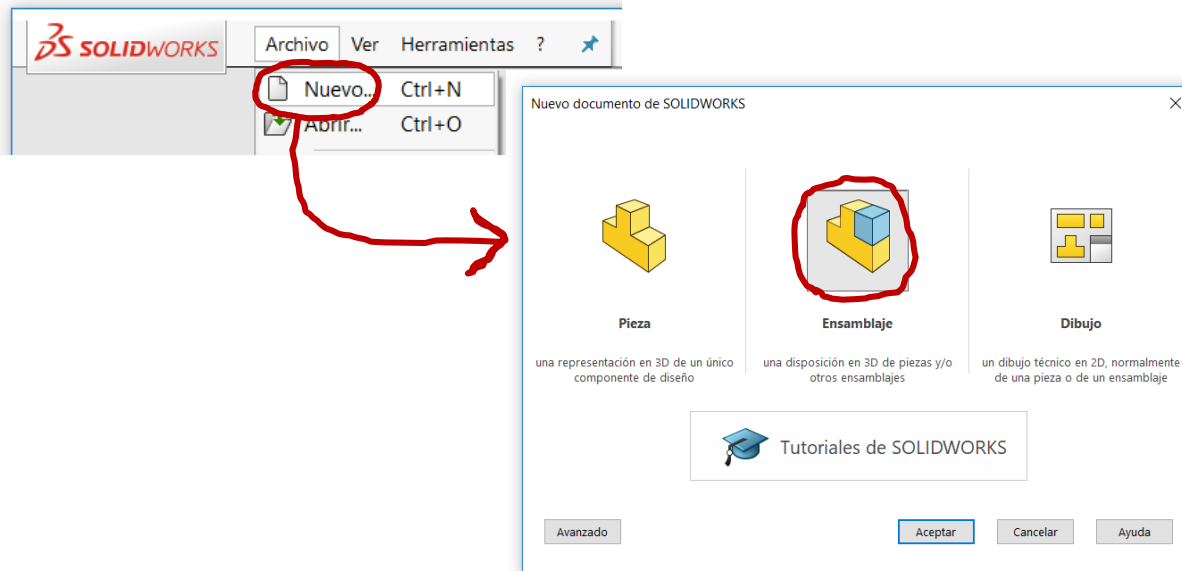 SOLIDWORKS
Archivo Ver Herramientas ?
Nuevo... Ctrl+N
Abrir... Ctrl+O
Nuevo documento de SOLIDWORKS
Pieza
una representación en 3D de un único
componente de diseño
Ensamblaje
una disposición en 3D de piezas y/o
otros ensamblajes
Dibujo
un dibujo técnico en 2D, normalmente
de una pieza o de un ensamblaje
Tutoriales de SOLIDWORKS
Avanzado Aceptar Cancelar Ayuda